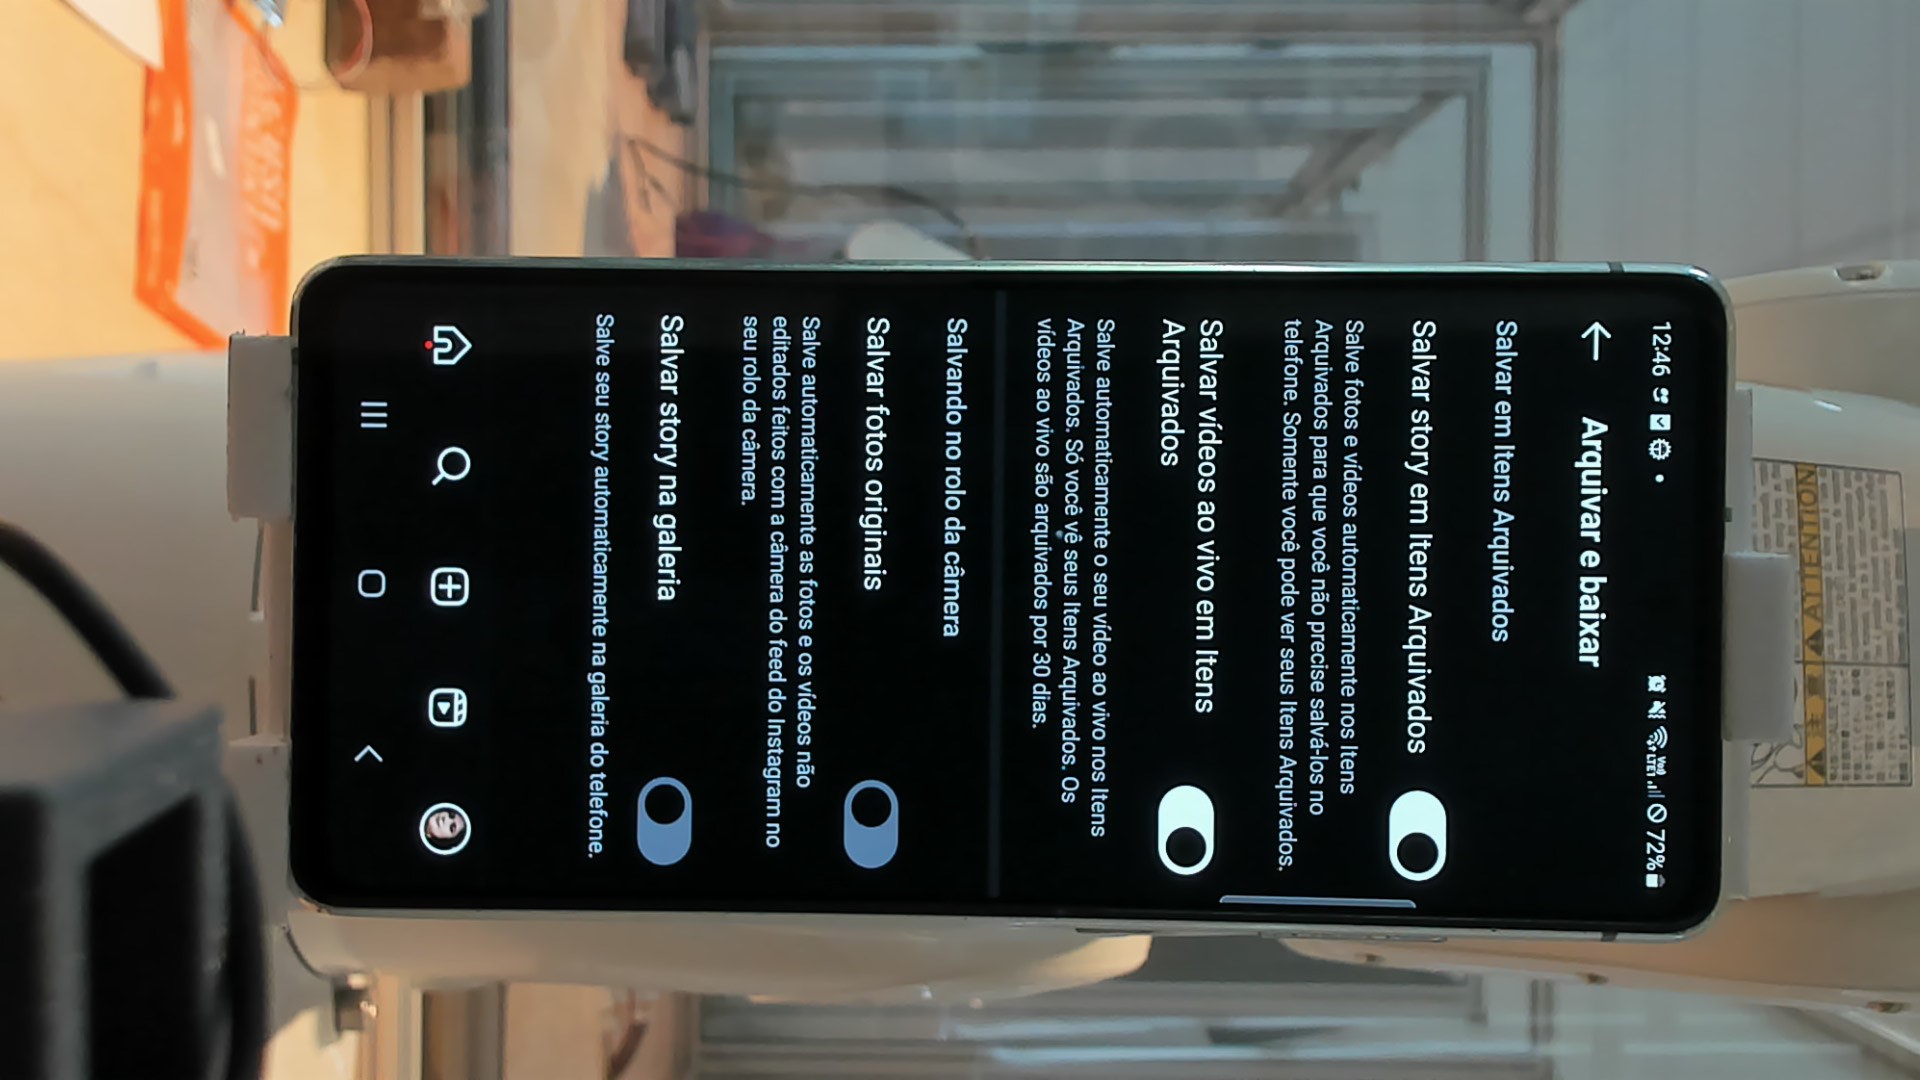 12:46
72%
Arquivar e baixar
Salvar em Itens Arquivados
Salvar story em Itens Arquivados
Salve fotos e vídeos automaticamente nos Itens
Arquivados para que você não precise salvá-los no
telefone. Somente você pode ver seus Itens Arquivados.
Salvar vídeos ao vivo em Itens
Arquivados
Salve automaticamente o seu vídeo ao vivo nos Itens
Arquivados. Só você vê seus Itens Arquivados. Os
vídeos ao vivo são arquivados por 30 dias.
Salvando no rolo da câmera
Salvar fotos originais
Salve automaticamente as fotos e os vídeos não
editados feitos com a câmera do feed do Instagram no
seu rolo da câmera.
Salvar story na galeria
Salve seu story automaticamente na galeria do telefone.